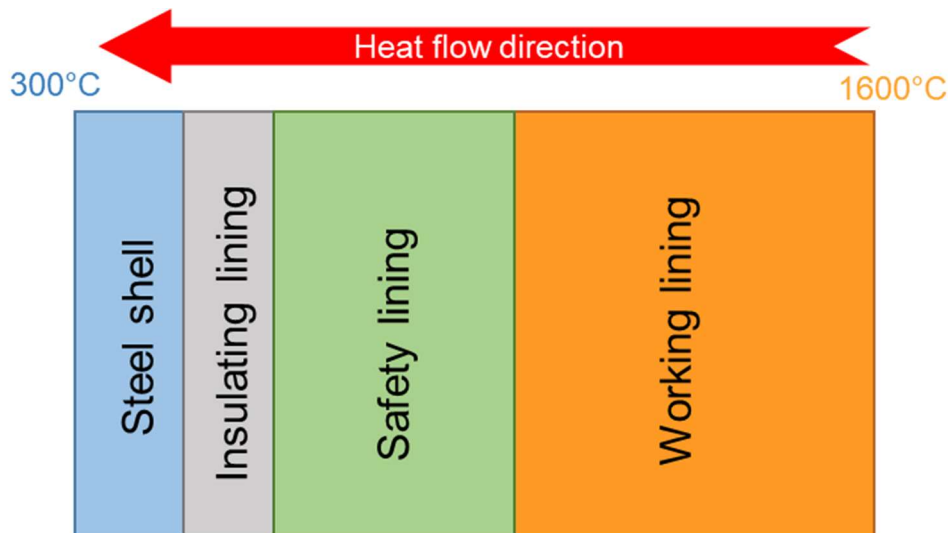 Heat flow direction
300°C
1600°C
Steel shell
Insulating lining
Safety lining
Working lining